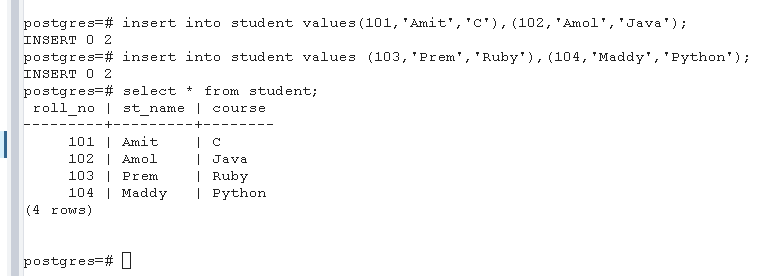 postgres=# insert into student values(101,'Amit','C'),(102,'Amol','Java');
INSERT 0 2
postgres=# insert into student values (103,'Prem','Ruby'),(104,'Maddy','Python');
INSERT 0 2
postgres=# select * from student;
 roll_no | st_name | course
---------+---------+--------
     101 | Amit    | C
     102 | Amol    | Java
     103 | Prem    | Ruby
     104 | Maddy   | Python
(4 rows)
postgres=#